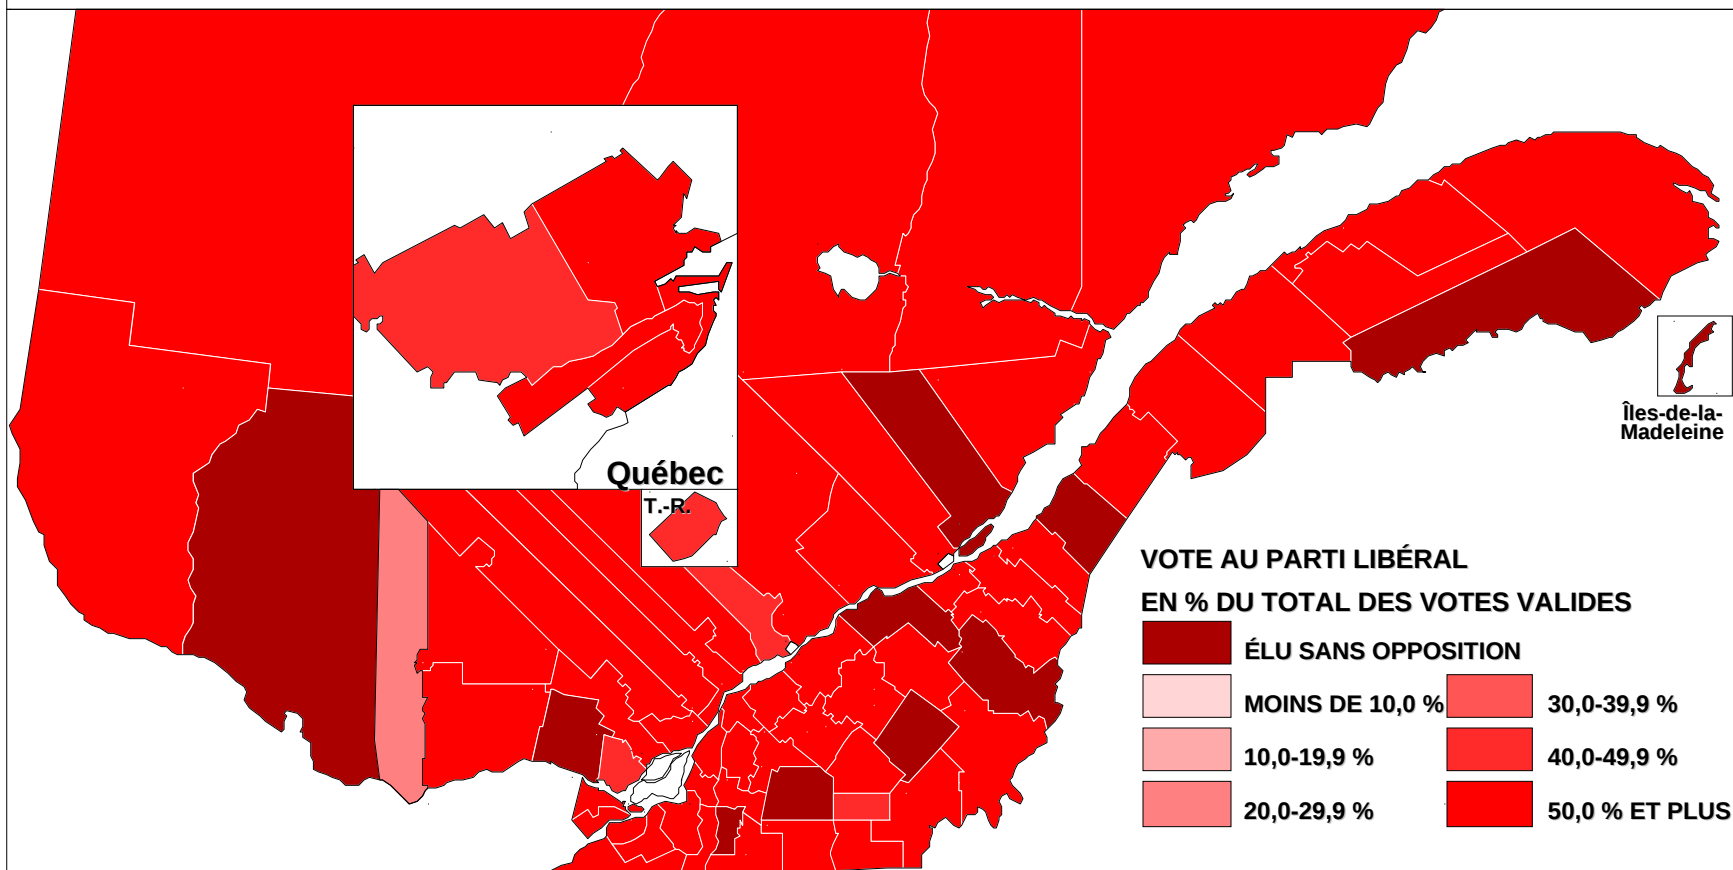 Québec
T.-R.
Îles-de-la-
Madeleine
VOTE AU PARTI LIBÉRAL
EN % DU TOTAL DES VOTES VALIDES
ÉLU SANS OPPOSITION
MOINS DE 10,0 %
30,0-39,9 %
10,0-19,9 %
40,0-49,9 %
20,0-29,9 %
50,0 % ET PLUS